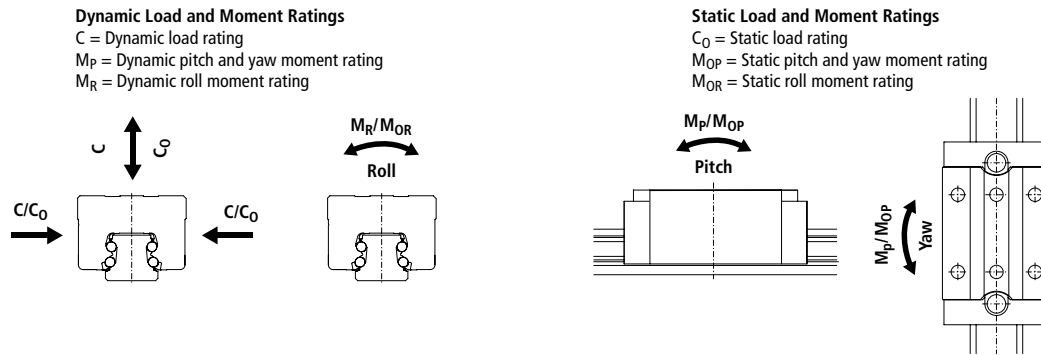 Dynamic Load and Moment Ratings
C = Dynamic load rating
MP = Dynamic pitch and yaw moment rating
MR = Dynamic roll moment rating
Static Load and Moment Ratings
CO = Static load rating
MOP = Static pitch and yaw moment rating
MOR = Static roll moment rating
C
CO
C/CO
C/CO
MR/MOR
Roll
MP/MOP
Pitch
Mp/MOP
Yaw